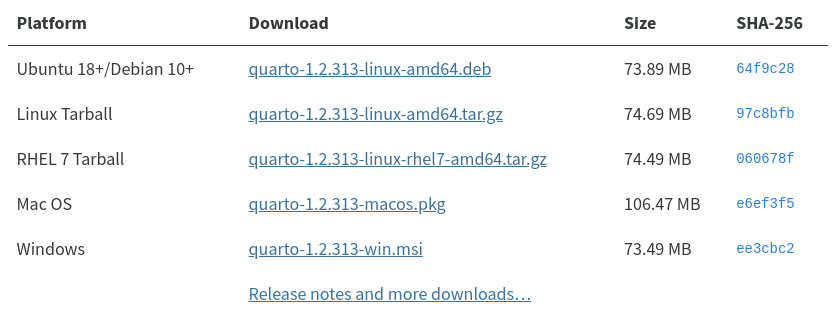 Platform Download Size SHA-256
Ubuntu 18+/Debian 10+ quarto-1.2.313-linux-amd64.deb 73.89 MB 64f9c28
Linux Tarball quarto-1.2.313-linux-amd64.tar.gz 74.69 MB 97c8bfb
RHEL 7 Tarball quarto-1.2.313-linux-rhel7-amd64.tar.gz 74.49 MB 060678f
Mac OS quarto-1.2.313-macos.pkg 106.47 MB e6ef3f5
Windows quarto-1.2.313-win.msi 73.49 MB ee3cbc2
Release notes and more downloads…